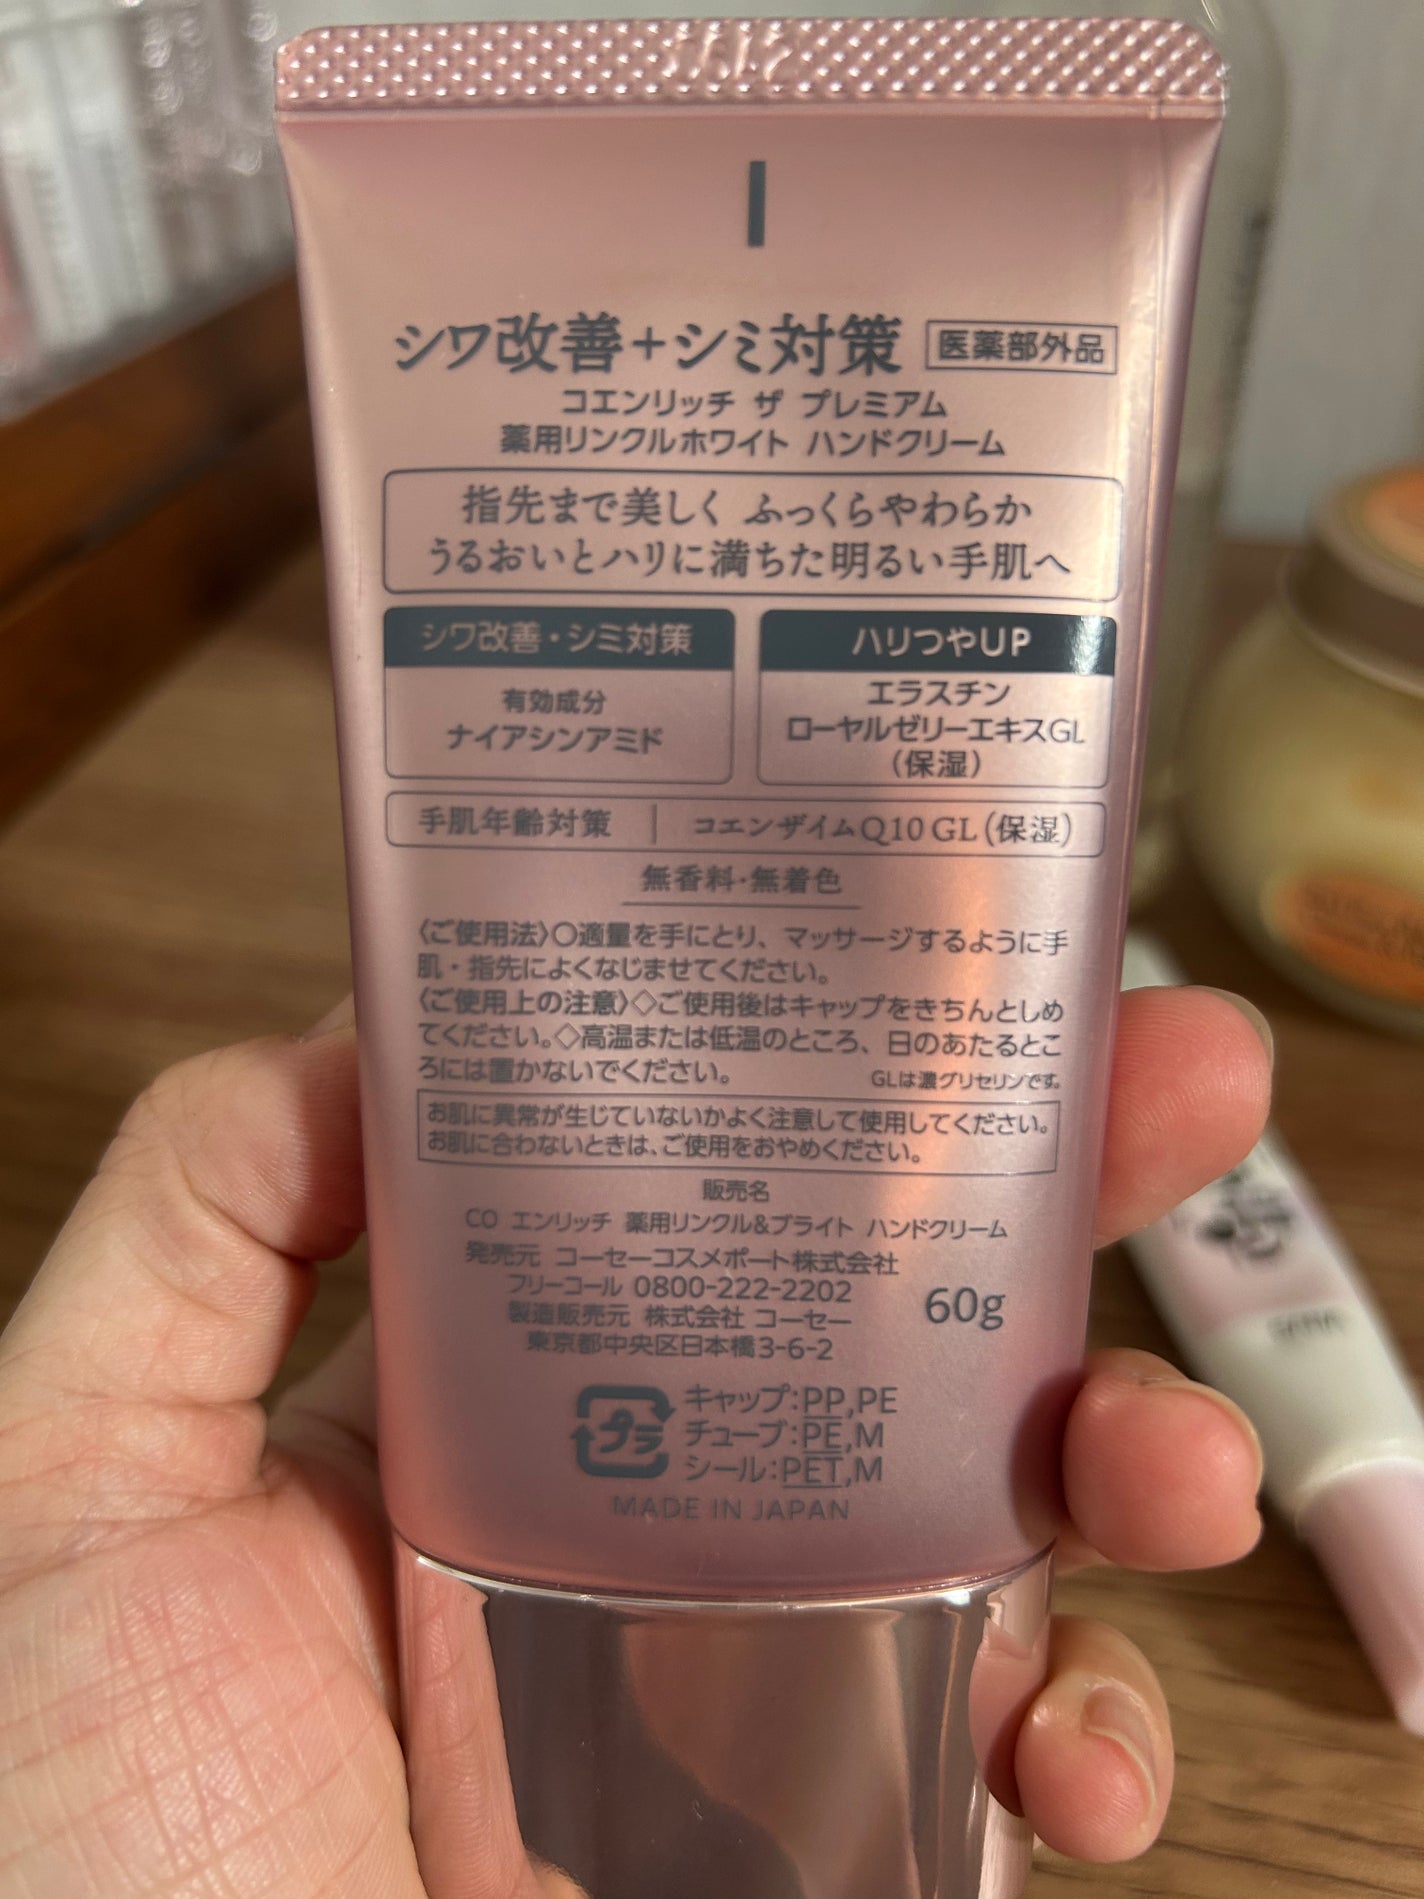 シワ改善+シミ対策 医薬部外品
コエンリッチ ザ プレミアム
薬用リンクルホワイト ハンドクリーム
指先まで美しく ふっくらやわらか
うるおいとハリに満ちた明るい手肌へ
シワ改善・シミ対策
有効成分
ナイアシンアミド
ハリつやUP
エラスチン
ローヤルゼリーエキスGL
(保湿)
手肌年齢対策 コエンザイムQ10 GL(保湿)
無香料・無着色
〈ご使用法〉○適量を手にとり、マッサージするように手
肌・指先によくなじませてください。
〈ご使用上の注意〉◇ご使用後はキャップをきちんとしめ
てください。◇高温または低温のところ、日のあたるとこ
ろには置かないでください。 GLは濃グリセリンです。
お肌に異常が生じていないかよく注意して使用してください。
お肌に合わないときは、ご使用をおやめください。
販売名
CO エンリッチ 薬用リンクル&ブライト ハンドクリーム
発売元 コーセーコスメポート株式会社
フリーコール 0800-222-2202
製造販売元 株式会社 コーセー
東京都中央区日本橋3-6-2
60g
プラ
キャップ:PP,PE
チューブ:PE,M
シール:PET,M
MADE IN JAPAN